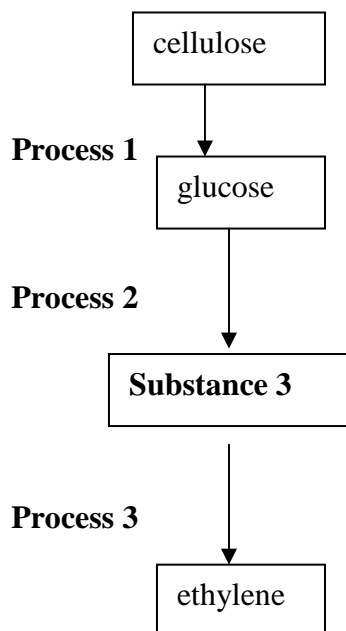 cellulose
Process 1
glucose
Process 2
Substance 3
Process 3
ethylene